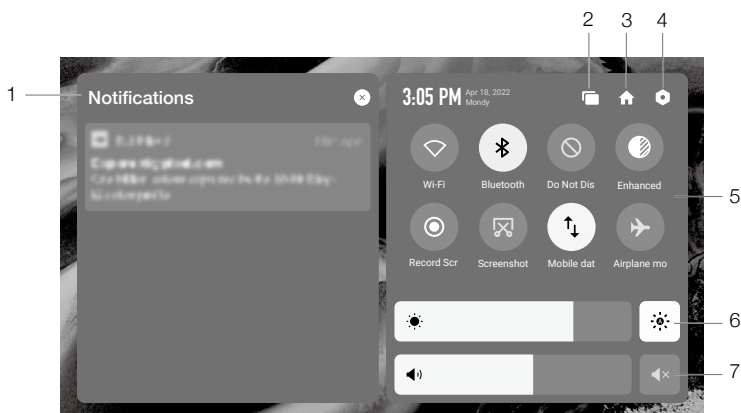 2 3 4
1
Notifications
3:05 PM Apr 18, 2022
Mondy
Wi-Fi Bluetooth Do Not Dis Enhanced
5
Record Scr Screenshot Mobile dat Airplane mo
6
7